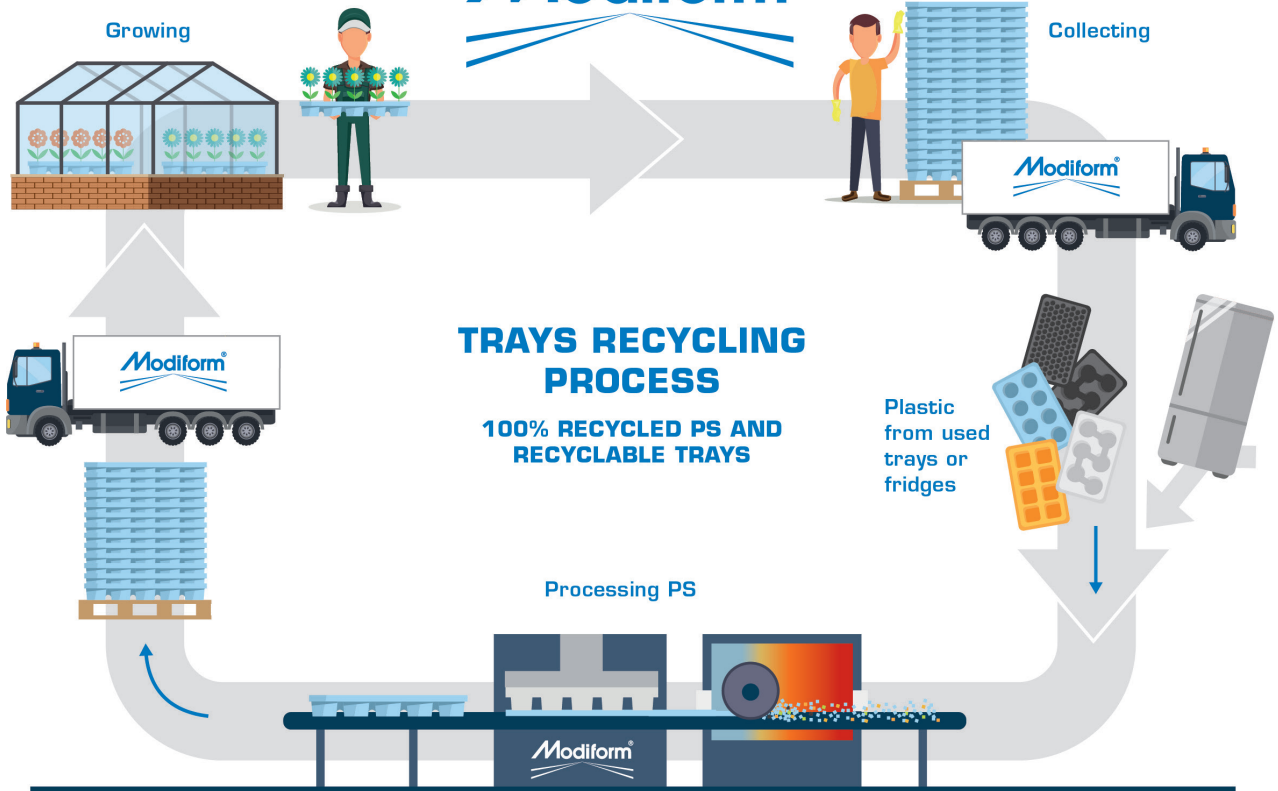 Modiform
Growing
Collecting
Modiform®
TRAYS RECYCLING
PROCESS
100% RECYCLED PS AND
RECYCLABLE TRAYS
Modiform®
Plastic
from used
trays or
fridges
Processing PS
Modiform®